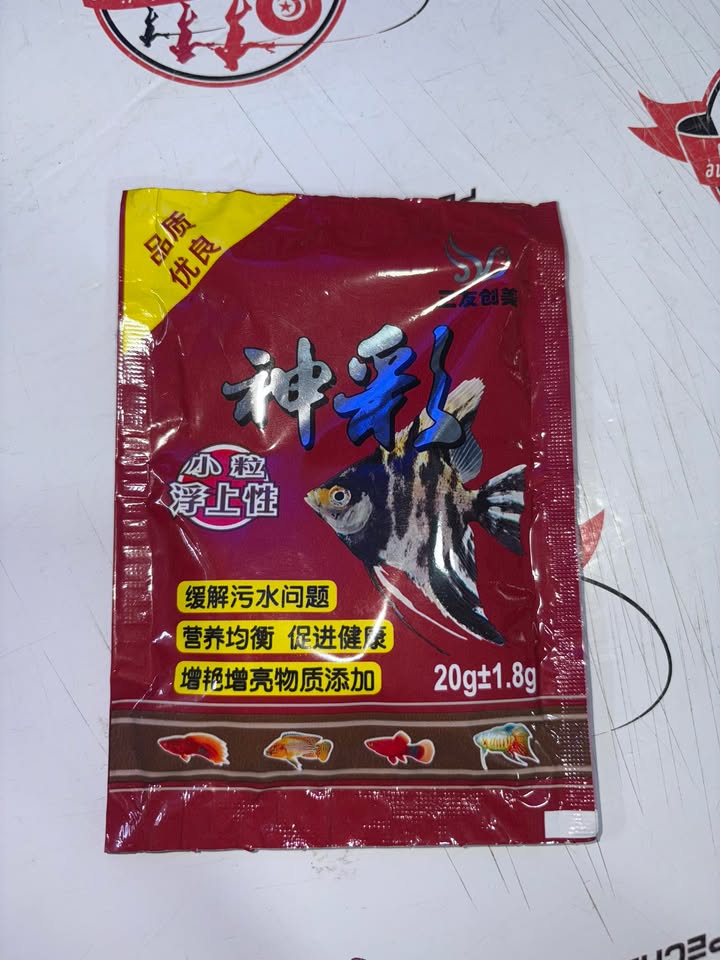 品质
优良
三友创美
神彩
小粒
浮上性
缓解污水问题
营养均衡 促进健康
增艳增亮物质添加
20g±1.8g